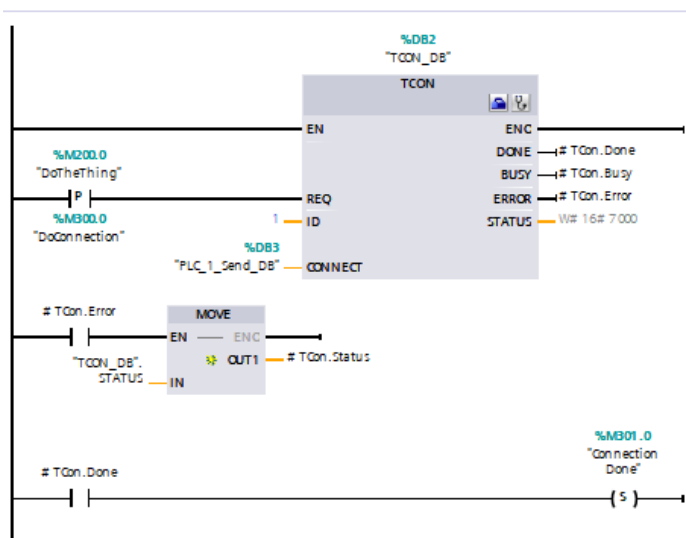 %DB2
"TCON_DB"
TCON
EN
ENC
%M200.0
"DoTheThing"
P
%M300.0
"DoConnection"
REQ
DONE
# TCon.Done
BUSY
# TCon.Busy
ERROR
# TCon.Error
1
ID
STATUS
W# 16# 7000
%DB3
"PLC_1_Send_DB"
CONNECT
# TCon.Error
MOVE
EN
ENC
"TCON_DB".
STATUS
IN
OUT1
# TCon.Status
%M301.0
"Connection
Done"
# TCon.Done
S